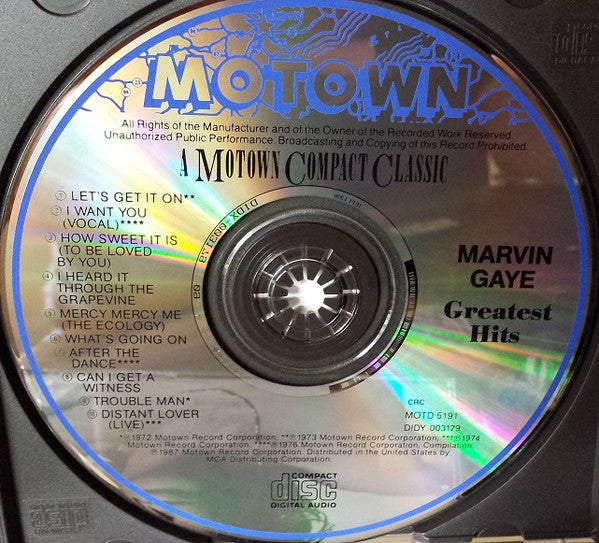 MOTOWN®
All Rights of the Manufacturer and of the Owner of the Recorded Work Reserved.
Unauthorized Public Performance, Broadcasting and Copying of this Record Prohibited.
A MOTOWN COMPACT CLASSIC
① LET'S GET IT ON**
② I WANT YOU
(VOCAL)****
③ HOW SWEET IT IS
(TO BE LOVED
BY YOU)
④ I HEARD IT
THROUGH THE
GRAPEVINE
⑤ MERCY MERCY ME
(THE ECOLOGY)
⑥ WHAT'S GOING ON
⑦ AFTER THE
DANCE****
⑧ CAN I GET A
WITNESS
⑨ TROUBLE MAN*
⑩ DISTANT LOVER
(LIVE)***
MARVIN
GAYE
Greatest
Hits
CRC
MOTD 5191
DIDY 003179
*℗1972 Motown Record Corporation, **℗1973 Motown Record Corporation, ***℗1974
Motown Record Corporation, ****℗1976 Motown Record Corporation, Compilation
℗1987 Motown Record Corporation. Distributed in the United States by
MCA Distributing Corporation.
COMPACT
disc
DIGITAL AUDIO